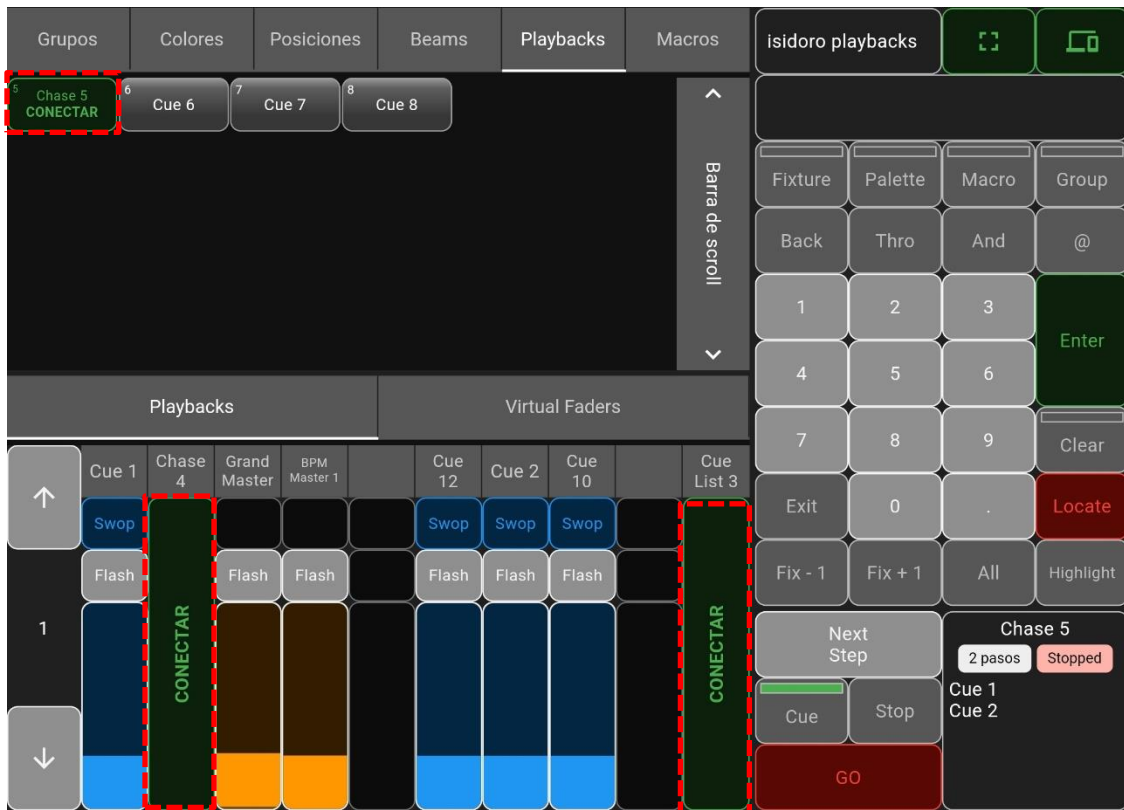 Grupos Colores Posiciones Beams Playbacks Macros
5 Chase 5
CONECTAR
6 Cue 6
7 Cue 7
8 Cue 8
Barra de scroll
Playbacks Virtual Faders
Cue 1
Chase
4
Grand
Master
BPM
Master 1
Cue
12
Cue 2
Cue
10
Cue
List 3
Swop Swop Swop Swop
Flash Flash Flash Flash Flash Flash
1
CONECTAR
CONECTAR
isidoro playbacks
Fixture Palette Macro Group
Back Thro And @
1 2 3
Enter
4 5 6
7 8 9 Clear
Exit 0 . Locate
Fix - 1 Fix + 1 All Highlight
Next
Step
Cue Stop
GO
Chase 5
2 pasos Stopped
Cue 1
Cue 2